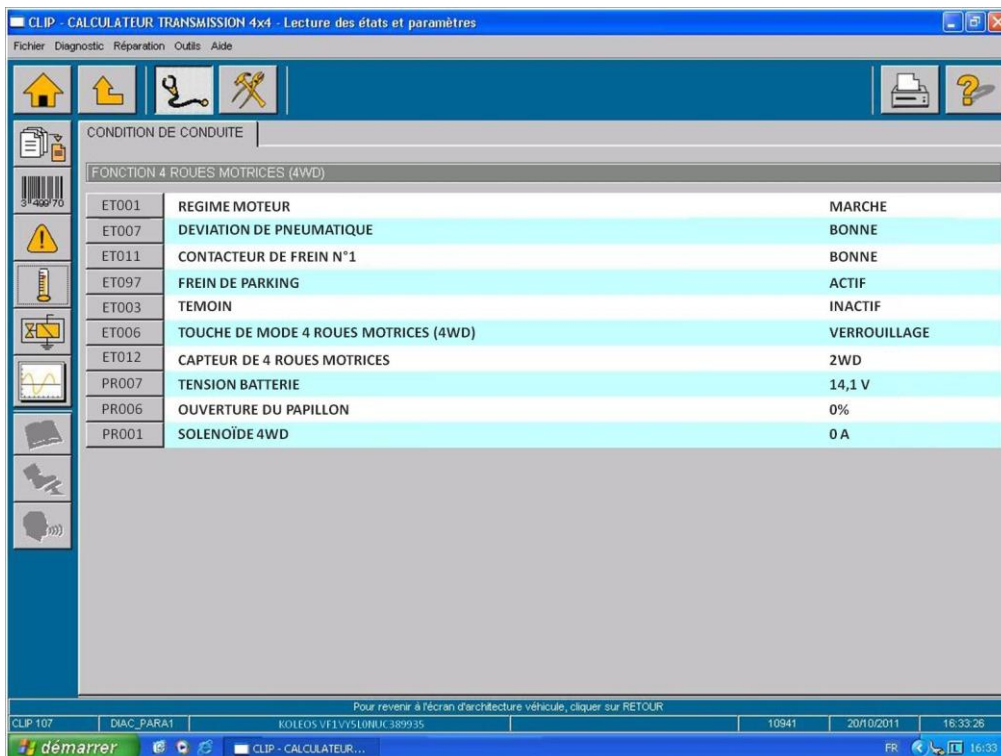 CLIP - CALCULATEUR TRANSMISSION 4x4 - Lecture des états et paramètres
Fichier Diagnostic Réparation Outils Aide
CONDITION DE CONDUITE
FONCTION 4 ROUES MOTRICES (4WD)
3 499 70
ET001 REGIME MOTEUR MARCHE
ET007 DEVIATION DE PNEUMATIQUE BONNE
ET011 CONTACTEUR DE FREIN N°1 BONNE
ET097 FREIN DE PARKING ACTIF
ET003 TEMOIN INACTIF
ET006 TOUCHE DE MODE 4 ROUES MOTRICES (4WD) VERROUILLAGE
ET012 CAPTEUR DE 4 ROUES MOTRICES 2WD
PR007 TENSION BATTERIE 14,1 V
PR006 OUVERTURE DU PAPILLON 0%
PR001 SOLENOÏDE 4WD 0 A
Pour revenir à l'écran d'architecture véhicule, cliquer sur RETOUR
CLIP 107 DIAC_PARA1 KOLEOS VF1VY5L0NUC389935 10941 20/10/2011 16:33:26
démarrer CLIP - CALCULATEUR... FR 16:33